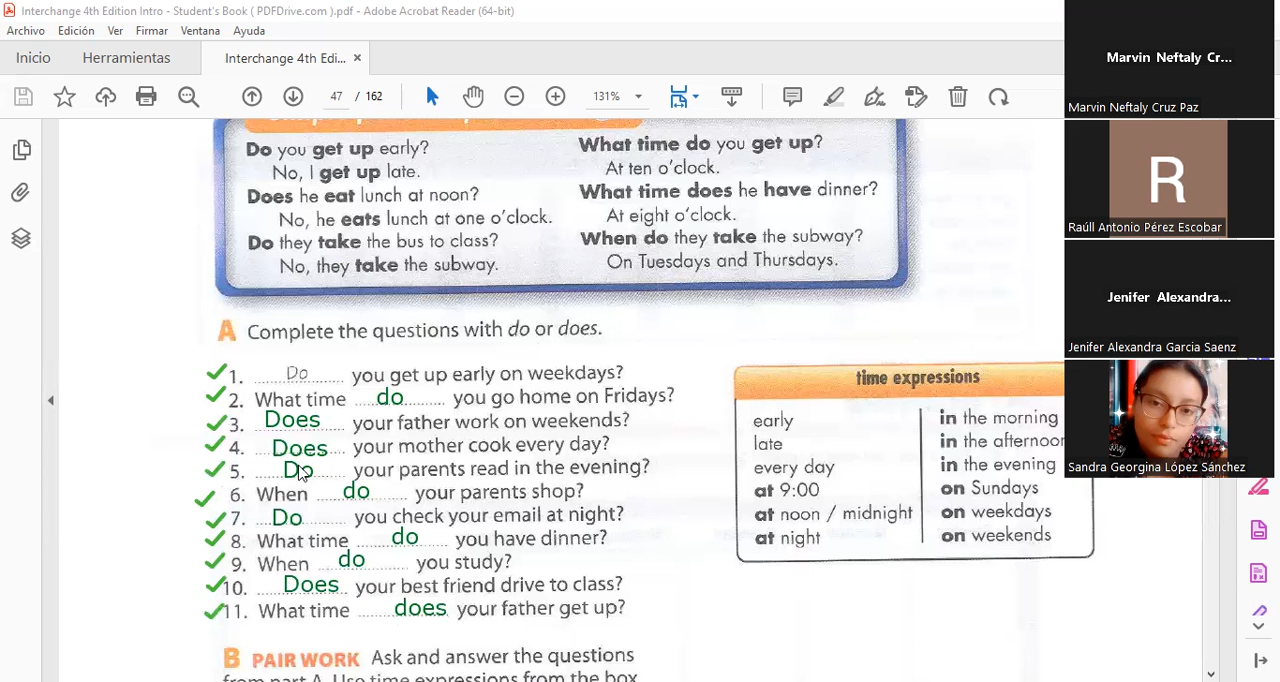 Interchange 4th Edition Intro - Student's Book ( PDFDrive.com ).pdf - Adobe Acrobat Reader (64-bit)
Archivo Edición Ver Firmar Ventana Ayuda
Inicio Herramientas Interchange 4th Edi... ×
47 / 162 131%
Do you get up early?
No, I get up late.
Does he eat lunch at noon?
No, he eats lunch at one o'clock.
Do they take the bus to class?
No, they take the subway.
What time do you get up?
At ten o'clock.
What time does he have dinner?
At eight o'clock.
When do they take the subway?
On Tuesdays and Thursdays.
A Complete the questions with do or does.
1. Do you get up early on weekdays?
2. What time do you go home on Fridays?
3. Does your father work on weekends?
4. Does your mother cook every day?
5. Do your parents read in the evening?
6. When do your parents shop?
7. Do you check your email at night?
8. What time do you have dinner?
9. When do you study?
10. Does your best friend drive to class?
11. What time does your father get up?
time expressions
early
late
every day
at 9:00
at noon / midnight
at night
in the morning
in the afternoon
in the evening
on Sundays
on weekdays
on weekends
B PAIR WORK Ask and answer the questions
from part A. Use time expressions from the box
Marvin Neftaly Cr...
Marvin Neftaly Cruz Paz
R
Raúll Antonio Pérez Escobar
Jenifer Alexandra...
Jenifer Alexandra Garcia Saenz
Sandra Georgina López Sánchez